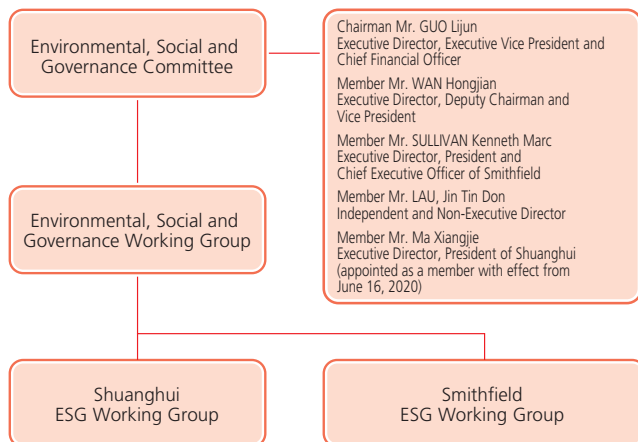 Environmental, Social and
Governance Committee
Chairman Mr. GUO Lijun
Executive Director, Executive Vice President and
Chief Financial Officer
Member Mr. WAN Hongjian
Executive Director, Deputy Chairman and
Vice President
Member Mr. SULLIVAN Kenneth Marc
Executive Director, President and
Chief Executive Officer of Smithfield
Member Mr. LAU, Jin Tin Don
Independent and Non-Executive Director
Member Mr. Ma Xiangjie
Executive Director, President of Shuanghui
(appointed as a member with effect from
June 16, 2020)
Environmental, Social and
Governance Working Group
Shuanghui
ESG Working Group
Smithfield
ESG Working Group